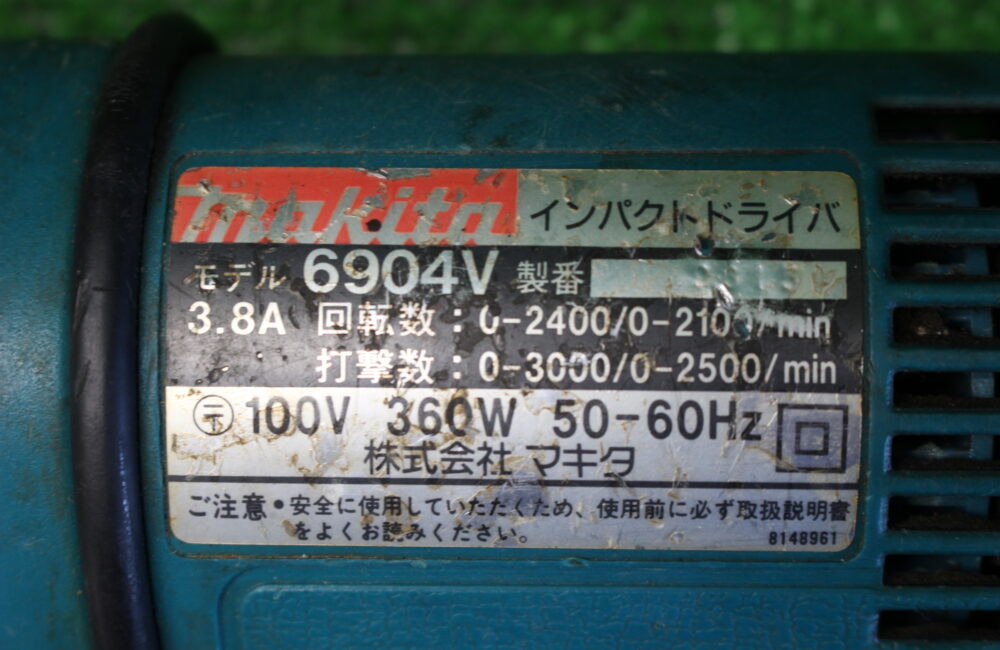 makita インパクトドライバ
モデル 6904V 製番
3.8A 回転数：0-2400/0-2100/min
打撃数：0-3000/0-2500/min
〒 100V 360W 50-60Hz
株式会社 マキタ
ご注意 • 安全に使用していただくため、使用前に必ず取扱説明書
をよくお読みください。
8148961